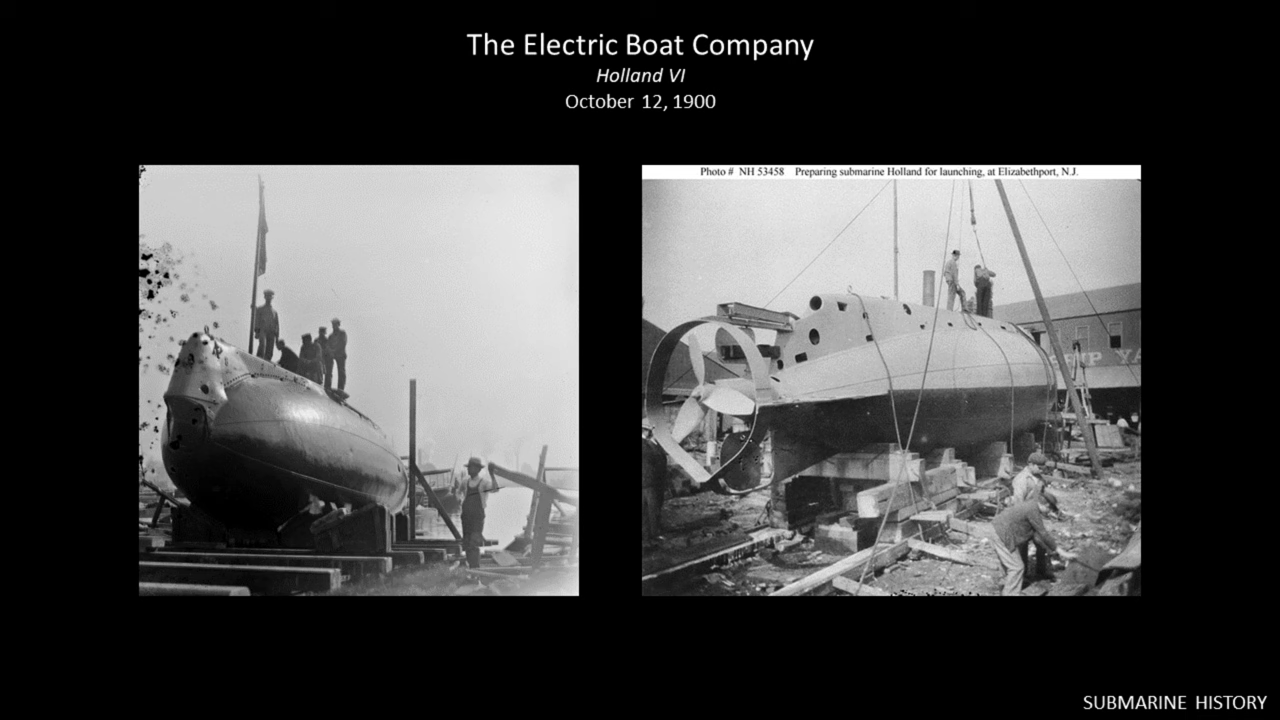 The Electric Boat Company
Holland VI
October 12, 1900
Photo # NH 53458 Preparing submarine Holland for launching, at Elizabethport, N.J.
SUBMARINE HISTORY